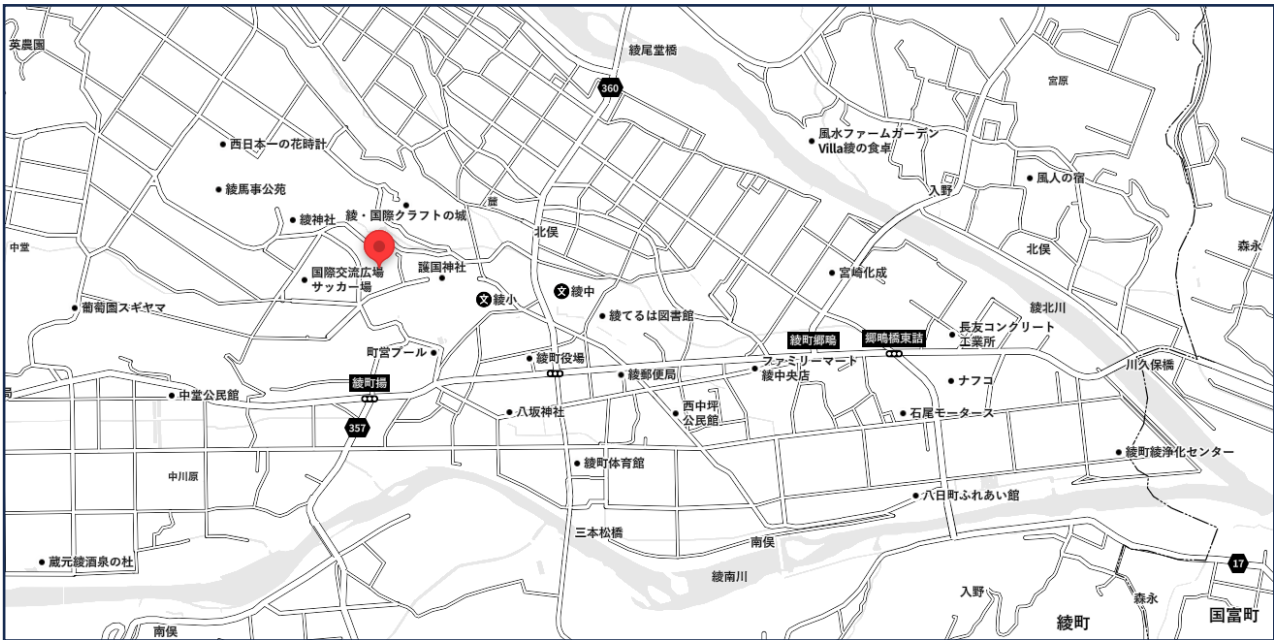 英農園
綾尾堂橋
360
宮原
西日本一の花時計
風水ファームガーデン
Villa綾の食卓
綾馬事公苑
風人の宿
入野
麓
綾神社
綾・国際クラフトの城
北俣
中堂
森永
北俣
国際交流広場
サッカー場
護国神社
宮崎化成
文
綾小
文
綾中
葡萄園スギヤマ
綾てるは図書館
綾北川
長友コンクリート
工業所
綾町郷鴫
郷鴫橋東詰
町営プール
綾町役場
ファミリーマート
綾中央店
川久保橋
局
中堂公民館
綾町揚
綾郵便局
ナフコ
八坂神社
西中坪
公民館
石尾モータース
357
綾町綾浄化センター
中川原
綾町体育館
八日町ふれあい館
三本松橋
南俣
蔵元綾酒泉の杜
綾南川
17
入野
森永
国富町
綾町
南俣